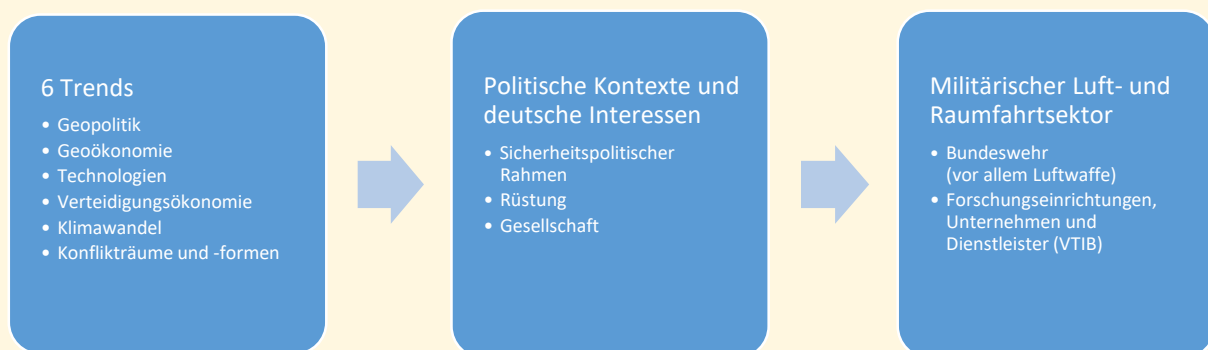 6 Trends
• Geopolitik
• Geoökonomie
• Technologien
• Verteidigungsökonomie
• Klimawandel
• Konflikträume und -formen
Politische Kontexte und
deutsche Interessen
• Sicherheitspolitischer
Rahmen
• Rüstung
• Gesellschaft
Militärischer Luft- und
Raumfahrtsektor
• Bundeswehr
(vor allem Luftwaffe)
• Forschungseinrichtungen,
Unternehmen und
Dienstleister (VTIB)